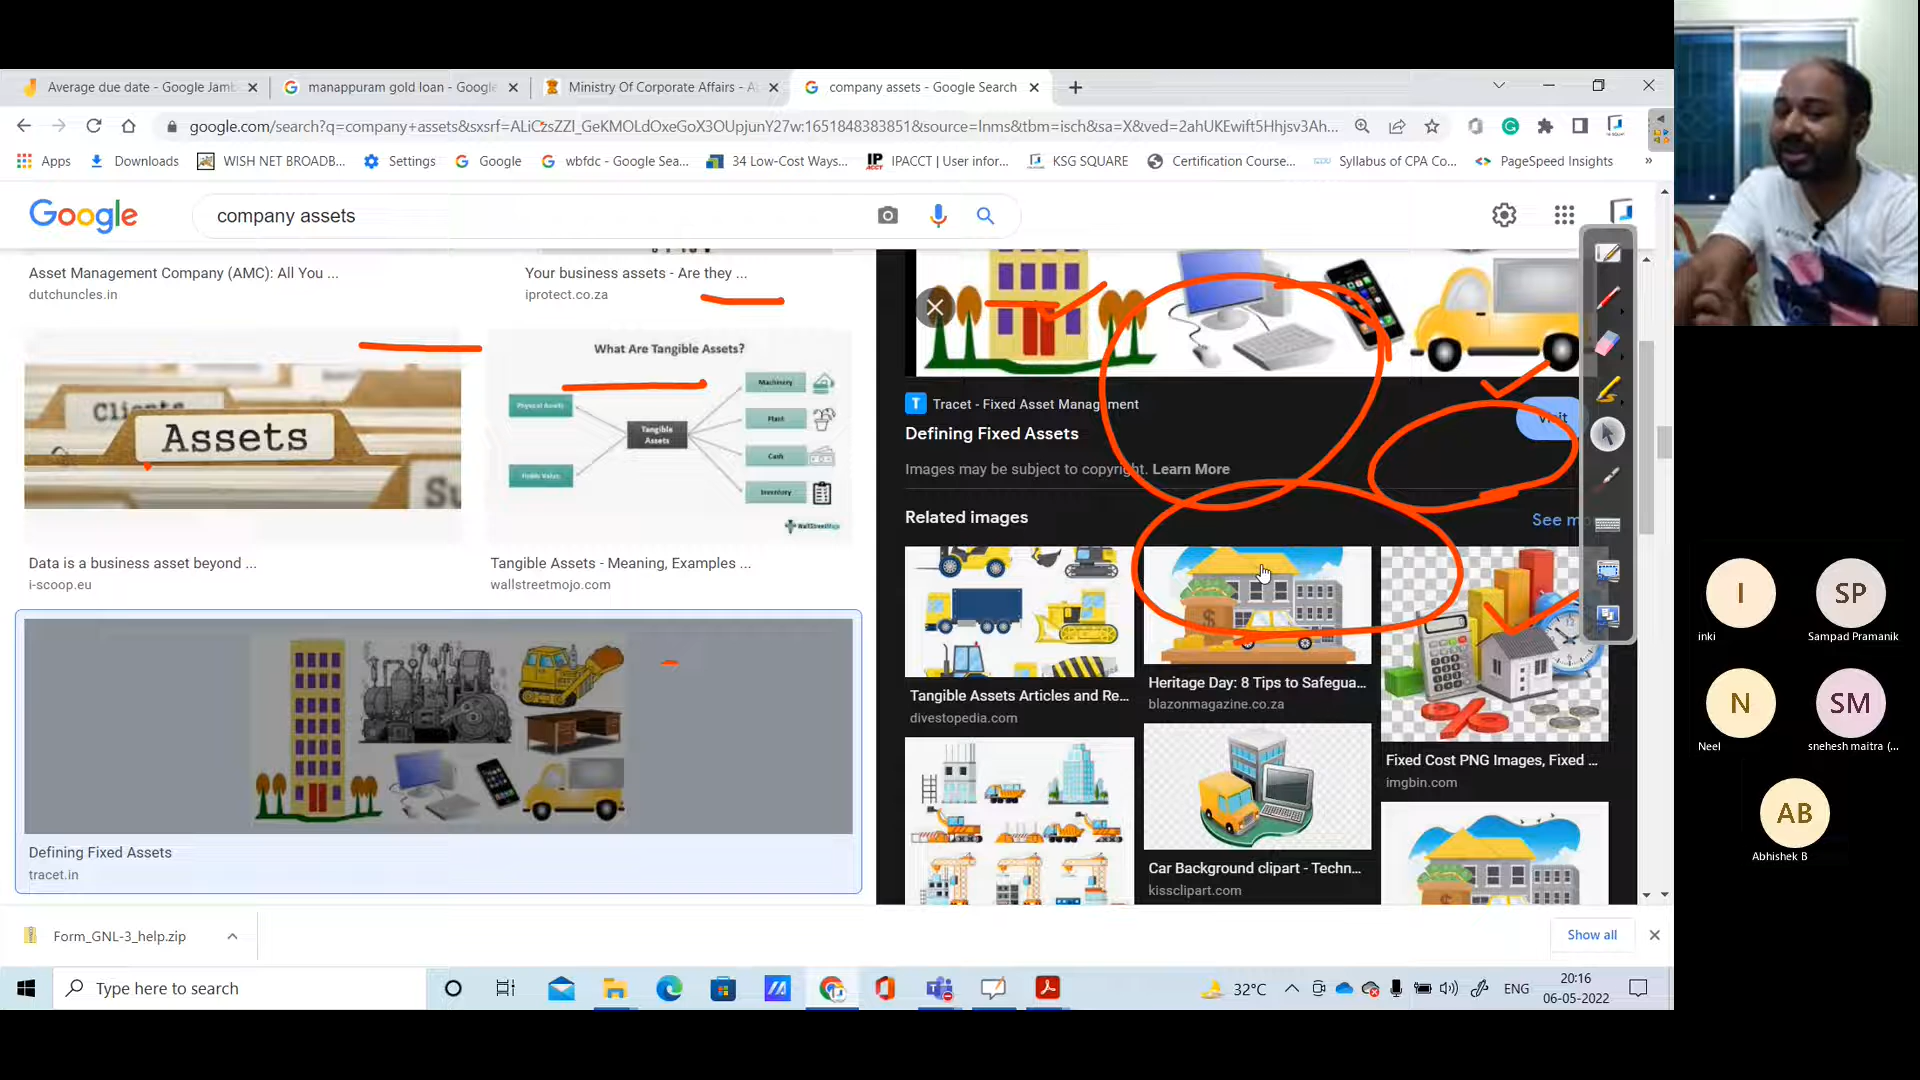 Average due date - Google Jamb
manappuram gold loan - Google
Ministry Of Corporate Affairs - A
company assets - Google Search
google.com/search?q=company+assets&sxsrf=ALiCzsZZl_GeKMOLdOxeGoX3OUpjunY27w:1651848383851&source=lnms&tbm=isch&sa=X&ved=2ahUKEwift5Hhjsv3Ah...
Apps
Downloads
WISH NET BROADB...
Settings
Google
wbfdc - Google Sea...
34 Low-Cost Ways...
IP
IPACCT | User infor...
KSG SQUARE
Certification Course...
Syllabus of CPA Co...
PageSpeed Insights
»
Google
company assets
Asset Management Company (AMC): All You ...
dutchuncles.in
Your business assets - Are they ...
iprotect.co.za
Clients
Assets
Data is a business asset beyond ...
i-scoop.eu
What Are Tangible Assets?
Machinery
Plant
Tangible
Assets
Cash
Inventory
WallStreetMojo
Tangible Assets - Meaning, Examples ...
wallstreetmojo.com
Defining Fixed Assets
tracet.in
T Tracet - Fixed Asset Management
Visit
Defining Fixed Assets
Images may be subject to copyright. Learn More
Related images
See mo
Tangible Assets Articles and Re...
divestopedia.com
$
Heritage Day: 8 Tips to Safegua...
blazonmagazine.co.za
Fixed Cost PNG Images, Fixed ...
imgbin.com
Car Background clipart - Techn...
kissclipart.com
Form_GNL-3_help.zip
Show all
Type here to search
32°C
ENG
20:16
06-05-2022
I
inki
SP
Sampad Pramanik
N
Neel
SM
snehesh maitra (...
AB
Abhishek B